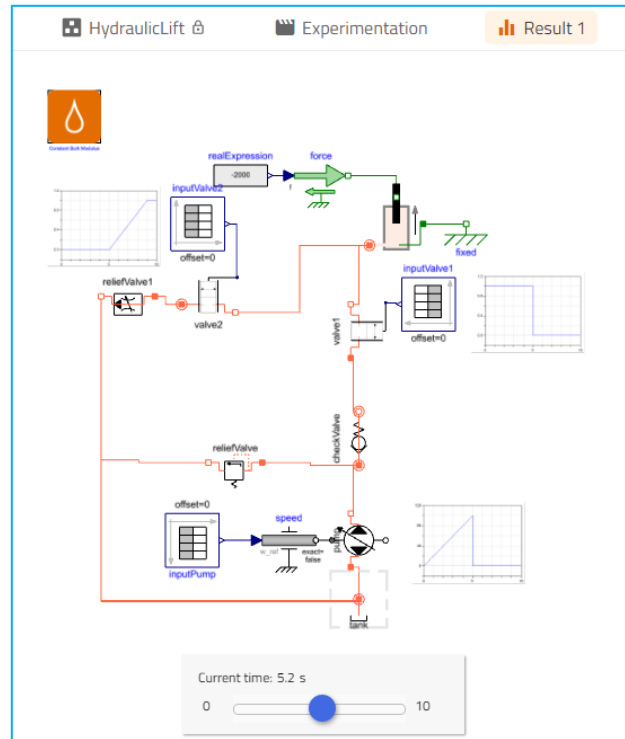 HydraulicLift
Experimentation
Result 1
Constant Bulk Modulus
realExpression
force
-2000
f
inputValve2
offset=0
fixed
inputValve1
offset=0
reliefValve1
valve2
valve1
checkValve
reliefValve
offset=0
speed
w_ref
exact=
false
pump
inputPump
tank
Current time: 5.2 s
0
10